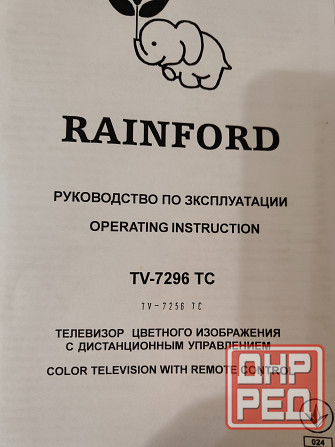 RAINFORD
РУКОВОДСТВО ПО ЗКСПЛУАТАЦИИ
OPERATING INSTRUCTION
TV-7296 TC
TV-7256 TC
ТЕЛЕВИЗОР ЦВЕТНОГО ИЗОБРАЖЕНИЯ
С ДИСТАНЦИОННЫМ УПРАВЛЕНИЕМ
COLOR TELEVISION WITH REMOTE CONTROL
ДНР
РЕД
024